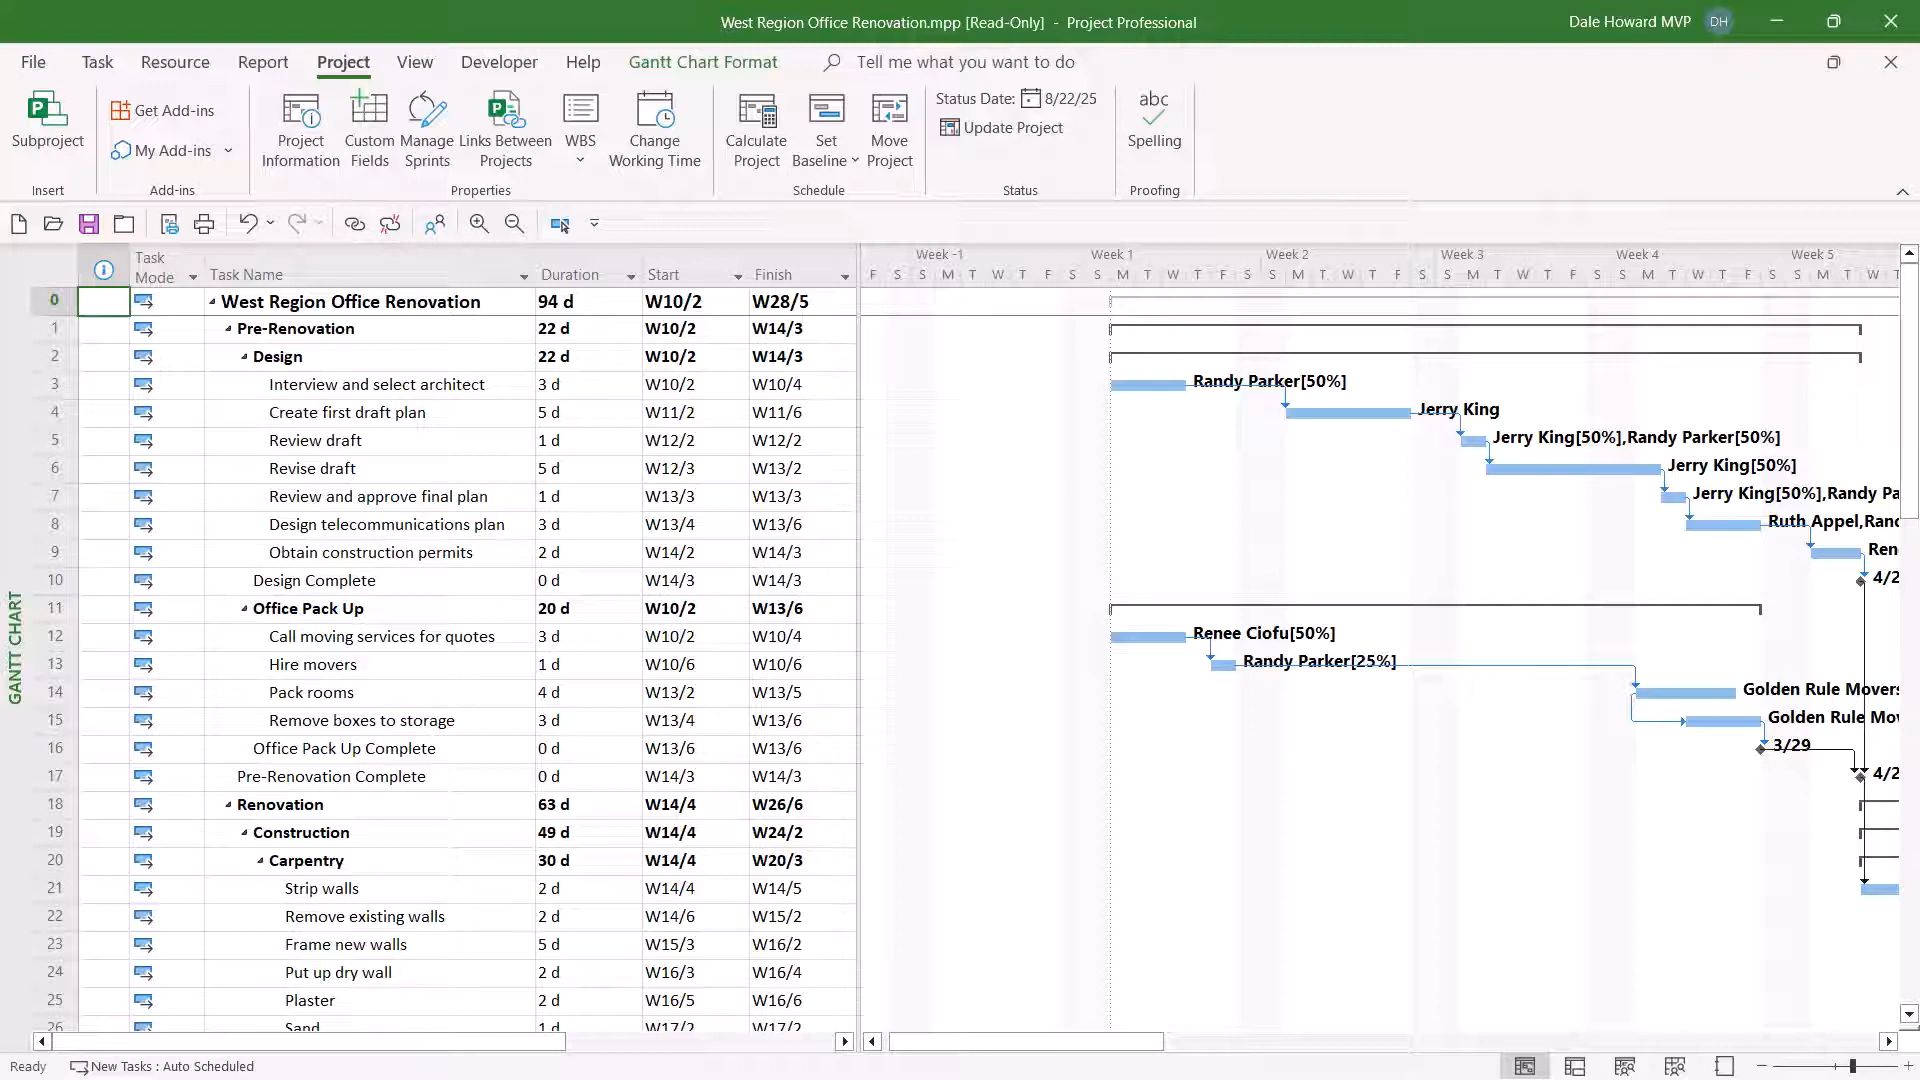 West Region Office Renovation.mpp [Read-Only] - Project Professional
Dale Howard MVP DH
File Task Resource Report Project View Developer Help Gantt Chart Format Tell me what you want to do
Subproject
Get Add-ins
My Add-ins
Project Information
Custom Fields
Manage Sprints
Links Between Projects
WBS
Change Working Time
Calculate Project
Set Baseline
Move Project
Status Date: 8/22/25
Update Project
abc
Spelling
Insert Add-ins Properties Schedule Status Proofing
Task Mode Task Name Duration Start Finish
Week -1 Week 1 Week 2 Week 3 Week 4 Week 5
F S S M T W T F S S M T W T F S S M T W T F S S M T W T F S S M T W T F S S M T W T
0 West Region Office Renovation 94 d W10/2 W28/5
1 Pre-Renovation 22 d W10/2 W14/3
2 Design 22 d W10/2 W14/3
3 Interview and select architect 3 d W10/2 W10/4 Randy Parker[50%]
4 Create first draft plan 5 d W11/2 W11/6 Jerry King
5 Review draft 1 d W12/2 W12/2 Jerry King[50%],Randy Parker[50%]
6 Revise draft 5 d W12/3 W13/2 Jerry King[50%]
7 Review and approve final plan 1 d W13/3 W13/3 Jerry King[50%],Randy Pa
8 Design telecommunications plan 3 d W13/4 W13/6 Ruth Appel,Ranc
9 Obtain construction permits 2 d W14/2 W14/3 Ren
10 Design Complete 0 d W14/3 W14/3 4/2
11 Office Pack Up 20 d W10/2 W13/6
12 Call moving services for quotes 3 d W10/2 W10/4 Renee Ciofu[50%]
13 Hire movers 1 d W10/6 W10/6 Randy Parker[25%]
14 Pack rooms 4 d W13/2 W13/5 Golden Rule Movers
15 Remove boxes to storage 3 d W13/4 W13/6 Golden Rule Mov
16 Office Pack Up Complete 0 d W13/6 W13/6 3/29
17 Pre-Renovation Complete 0 d W14/3 W14/3 4/2
18 Renovation 63 d W14/4 W26/6
19 Construction 49 d W14/4 W24/2
20 Carpentry 30 d W14/4 W20/3
21 Strip walls 2 d W14/4 W14/5
22 Remove existing walls 2 d W14/6 W15/2
23 Frame new walls 5 d W15/3 W16/2
24 Put up dry wall 2 d W16/3 W16/4
25 Plaster 2 d W16/5 W16/6
26 Sand 1 d W17/2 W17/2
GANTT CHART
Ready New Tasks : Auto Scheduled